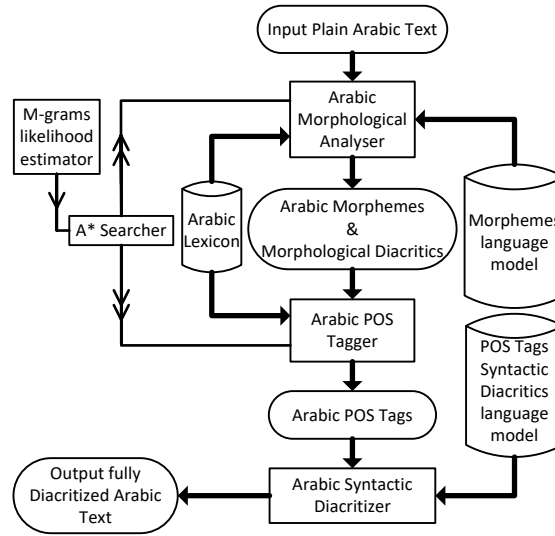 Input Plain Arabic Text
M-grams
likelihood
estimator
Arabic
Morphological
Analyser
A* Searcher
Arabic
Lexicon
Arabic Morphemes
&
Morphological Diacritics
Morphemes
language
model
Arabic POS
Tagger
POS Tags
Syntactic
Diacritics
language
model
Arabic POS Tags
Output fully
Diacritized Arabic
Text
Arabic Syntactic
Diacritizer